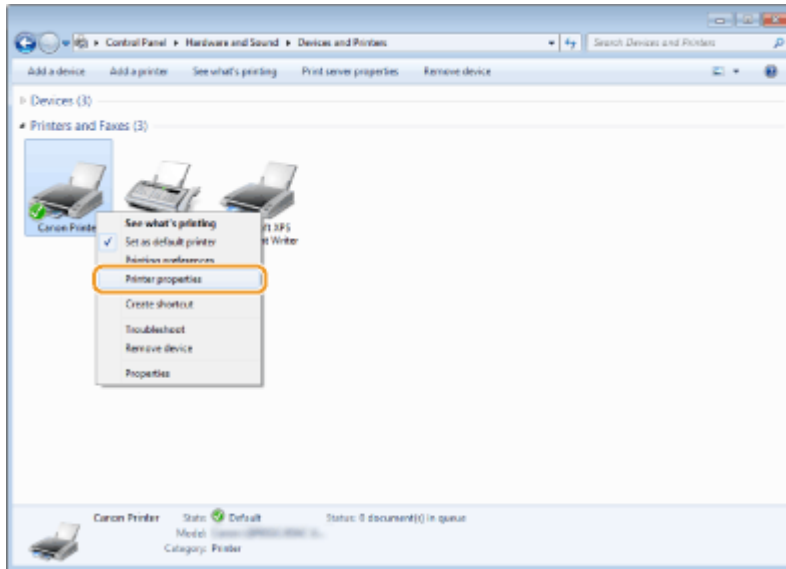 Control Panel ▸ Hardware and Sound ▸ Devices and Printers
Search Devices and Printers
Add a device Add a printer See what's printing Print server properties Remove device
Devices (3)
Printers and Faxes (3)
Canon Printe
XPS
t Writer
See what's printing
Set as default printer
Printing preferences
Printer properties
Create shortcut
Troubleshoot
Remove device
Properties
Canon Printer State: Default Status: 0 document(s) in queue
Model:
Category: Printer